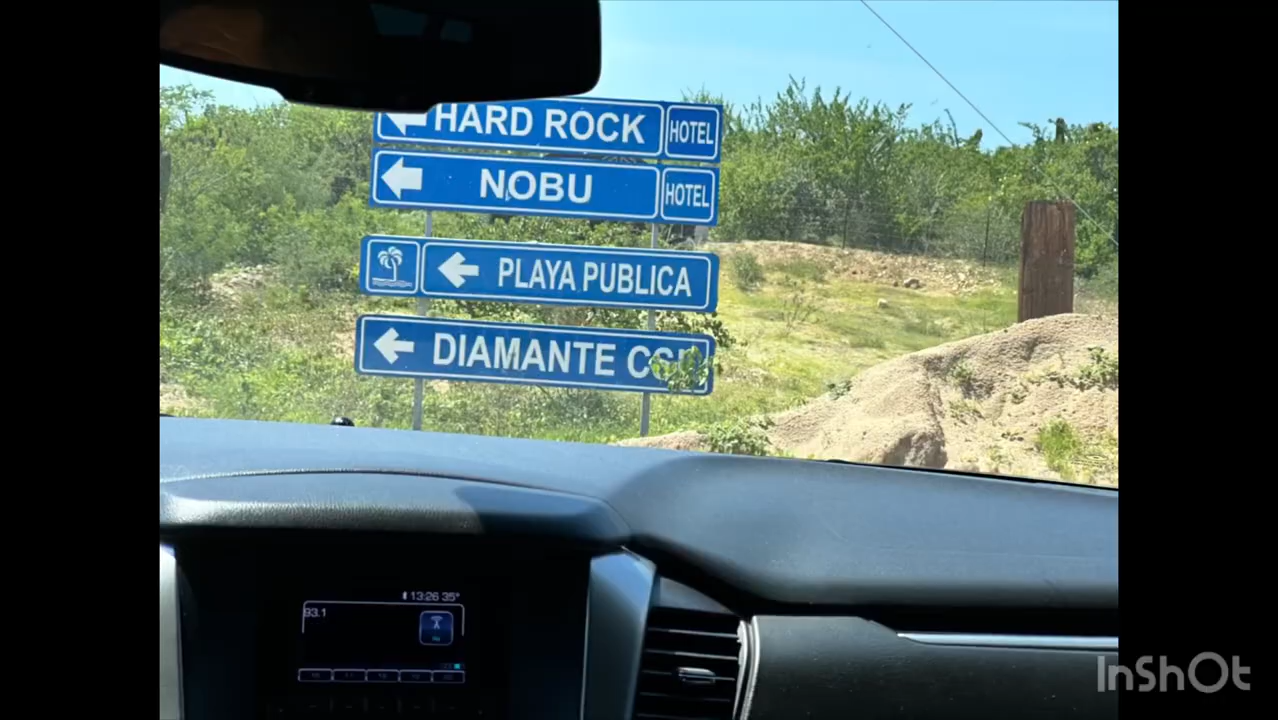 HARD ROCK HOTEL
NOBU HOTEL
PLAYA PUBLICA
DIAMANTE
13:26 35°
93.1
InShOt